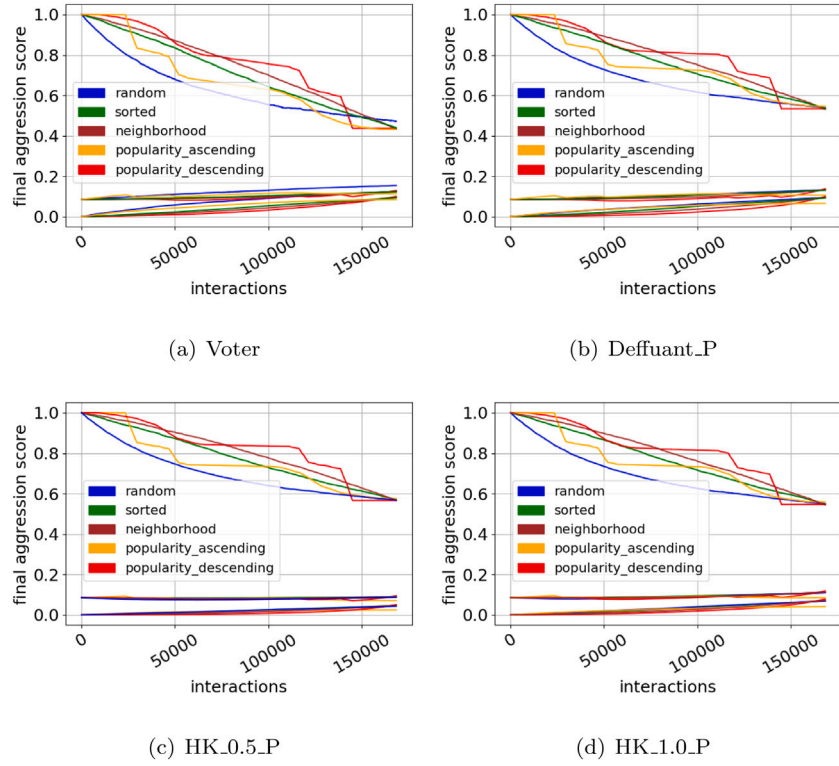 final aggression score
1.0
0.8
0.6
0.4
0.2
0.0
random
sorted
neighborhood
popularity_ascending
popularity_descending
0
50000
100000
150000
interactions
(a) Voter
final aggression score
1.0
0.8
0.6
0.4
0.2
0.0
random
sorted
neighborhood
popularity_ascending
popularity_descending
0
50000
100000
150000
interactions
(b) Deffuant_P
final aggression score
1.0
0.8
0.6
0.4
0.2
0.0
random
sorted
neighborhood
popularity_ascending
popularity_descending
0
50000
100000
150000
interactions
(c) HK_0.5_P
final aggression score
1.0
0.8
0.6
0.4
0.2
0.0
random
sorted
neighborhood
popularity_ascending
popularity_descending
0
50000
100000
150000
interactions
(d) HK_1.0_P